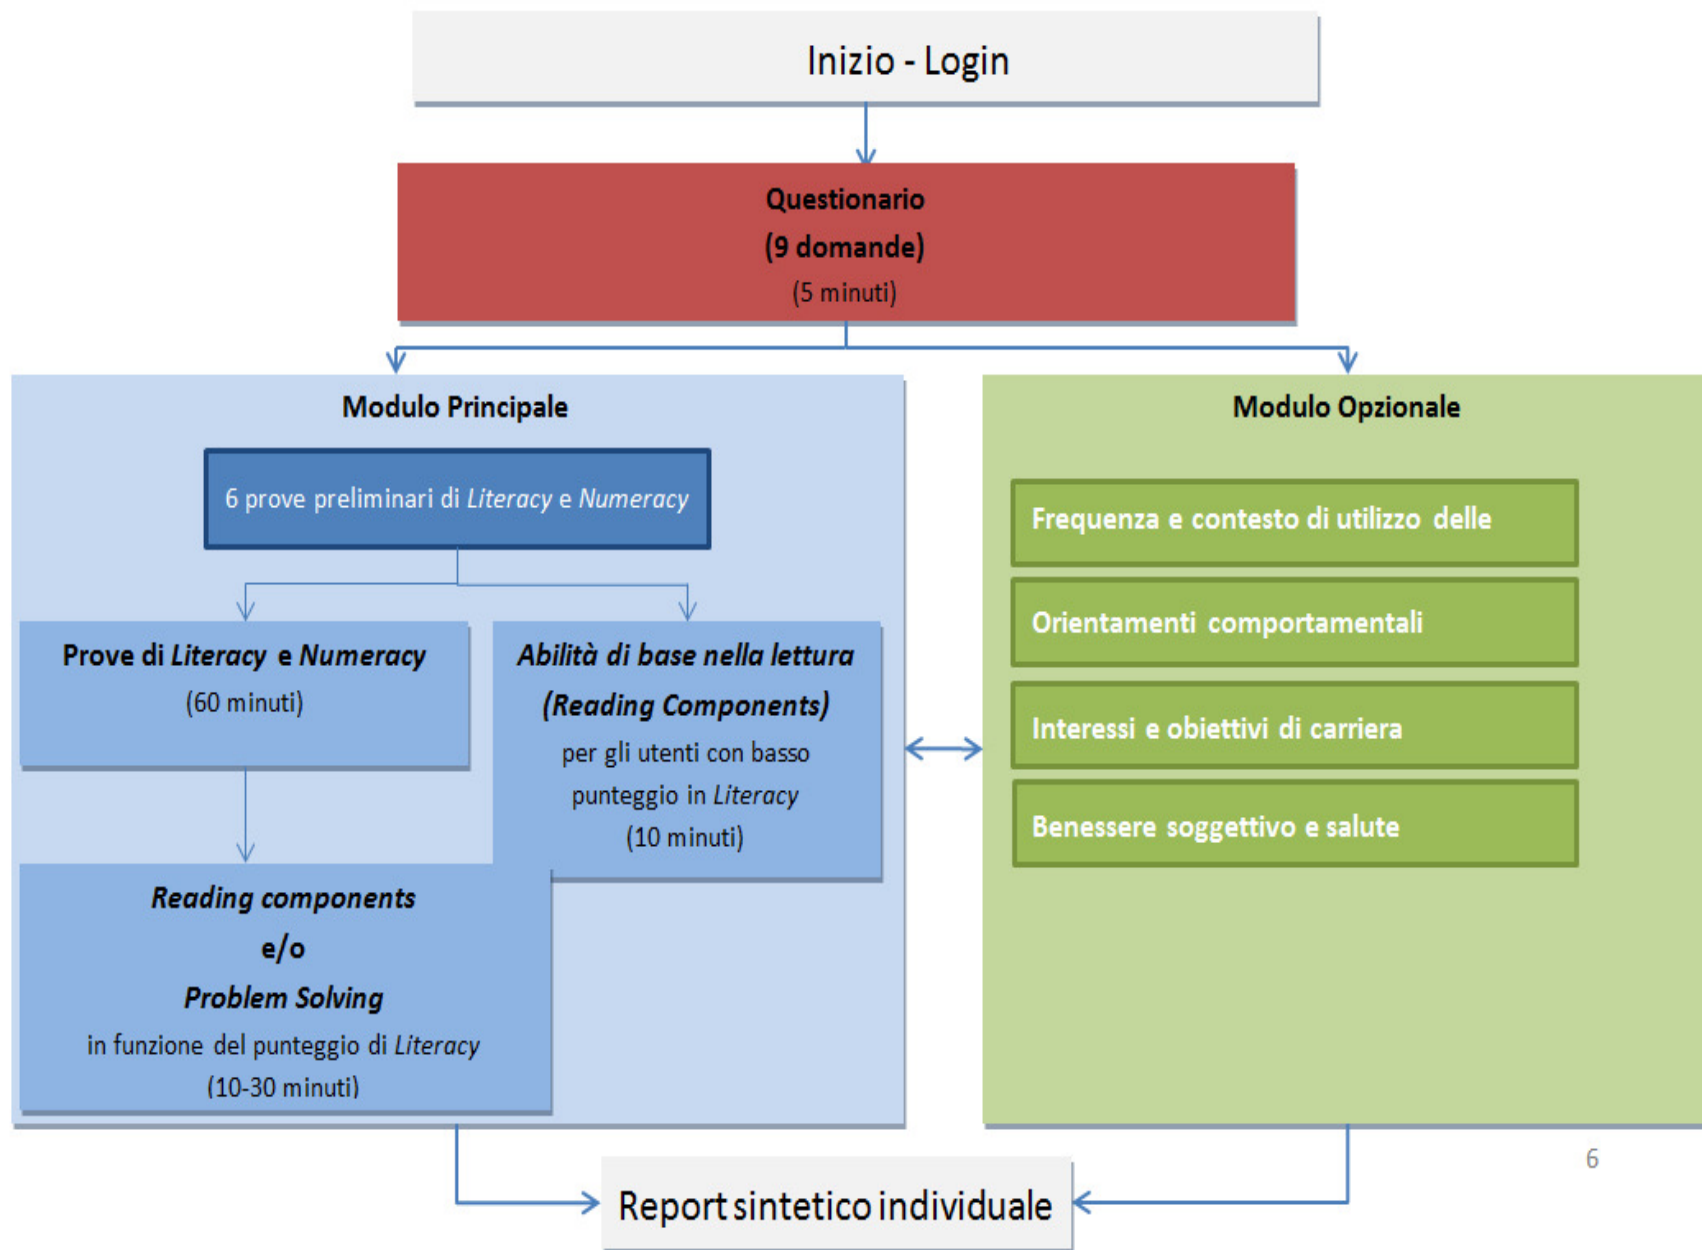 Inizio - Login
Questionario
(9 domande)
(5 minuti)
Modulo Principale
6 prove preliminari di Literacy e Numeracy
Prove di Literacy e Numeracy
(60 minuti)
Abilità di base nella lettura
(Reading Components)
per gli utenti con basso
punteggio in Literacy
(10 minuti)
Reading components
e/o
Problem Solving
in funzione del punteggio di Literacy
(10-30 minuti)
Modulo Opzionale
Frequenza e contesto di utilizzo delle
Orientamenti comportamentali
Interessi e obiettivi di carriera
Benessere soggettivo e salute
6
Report sintetico individuale